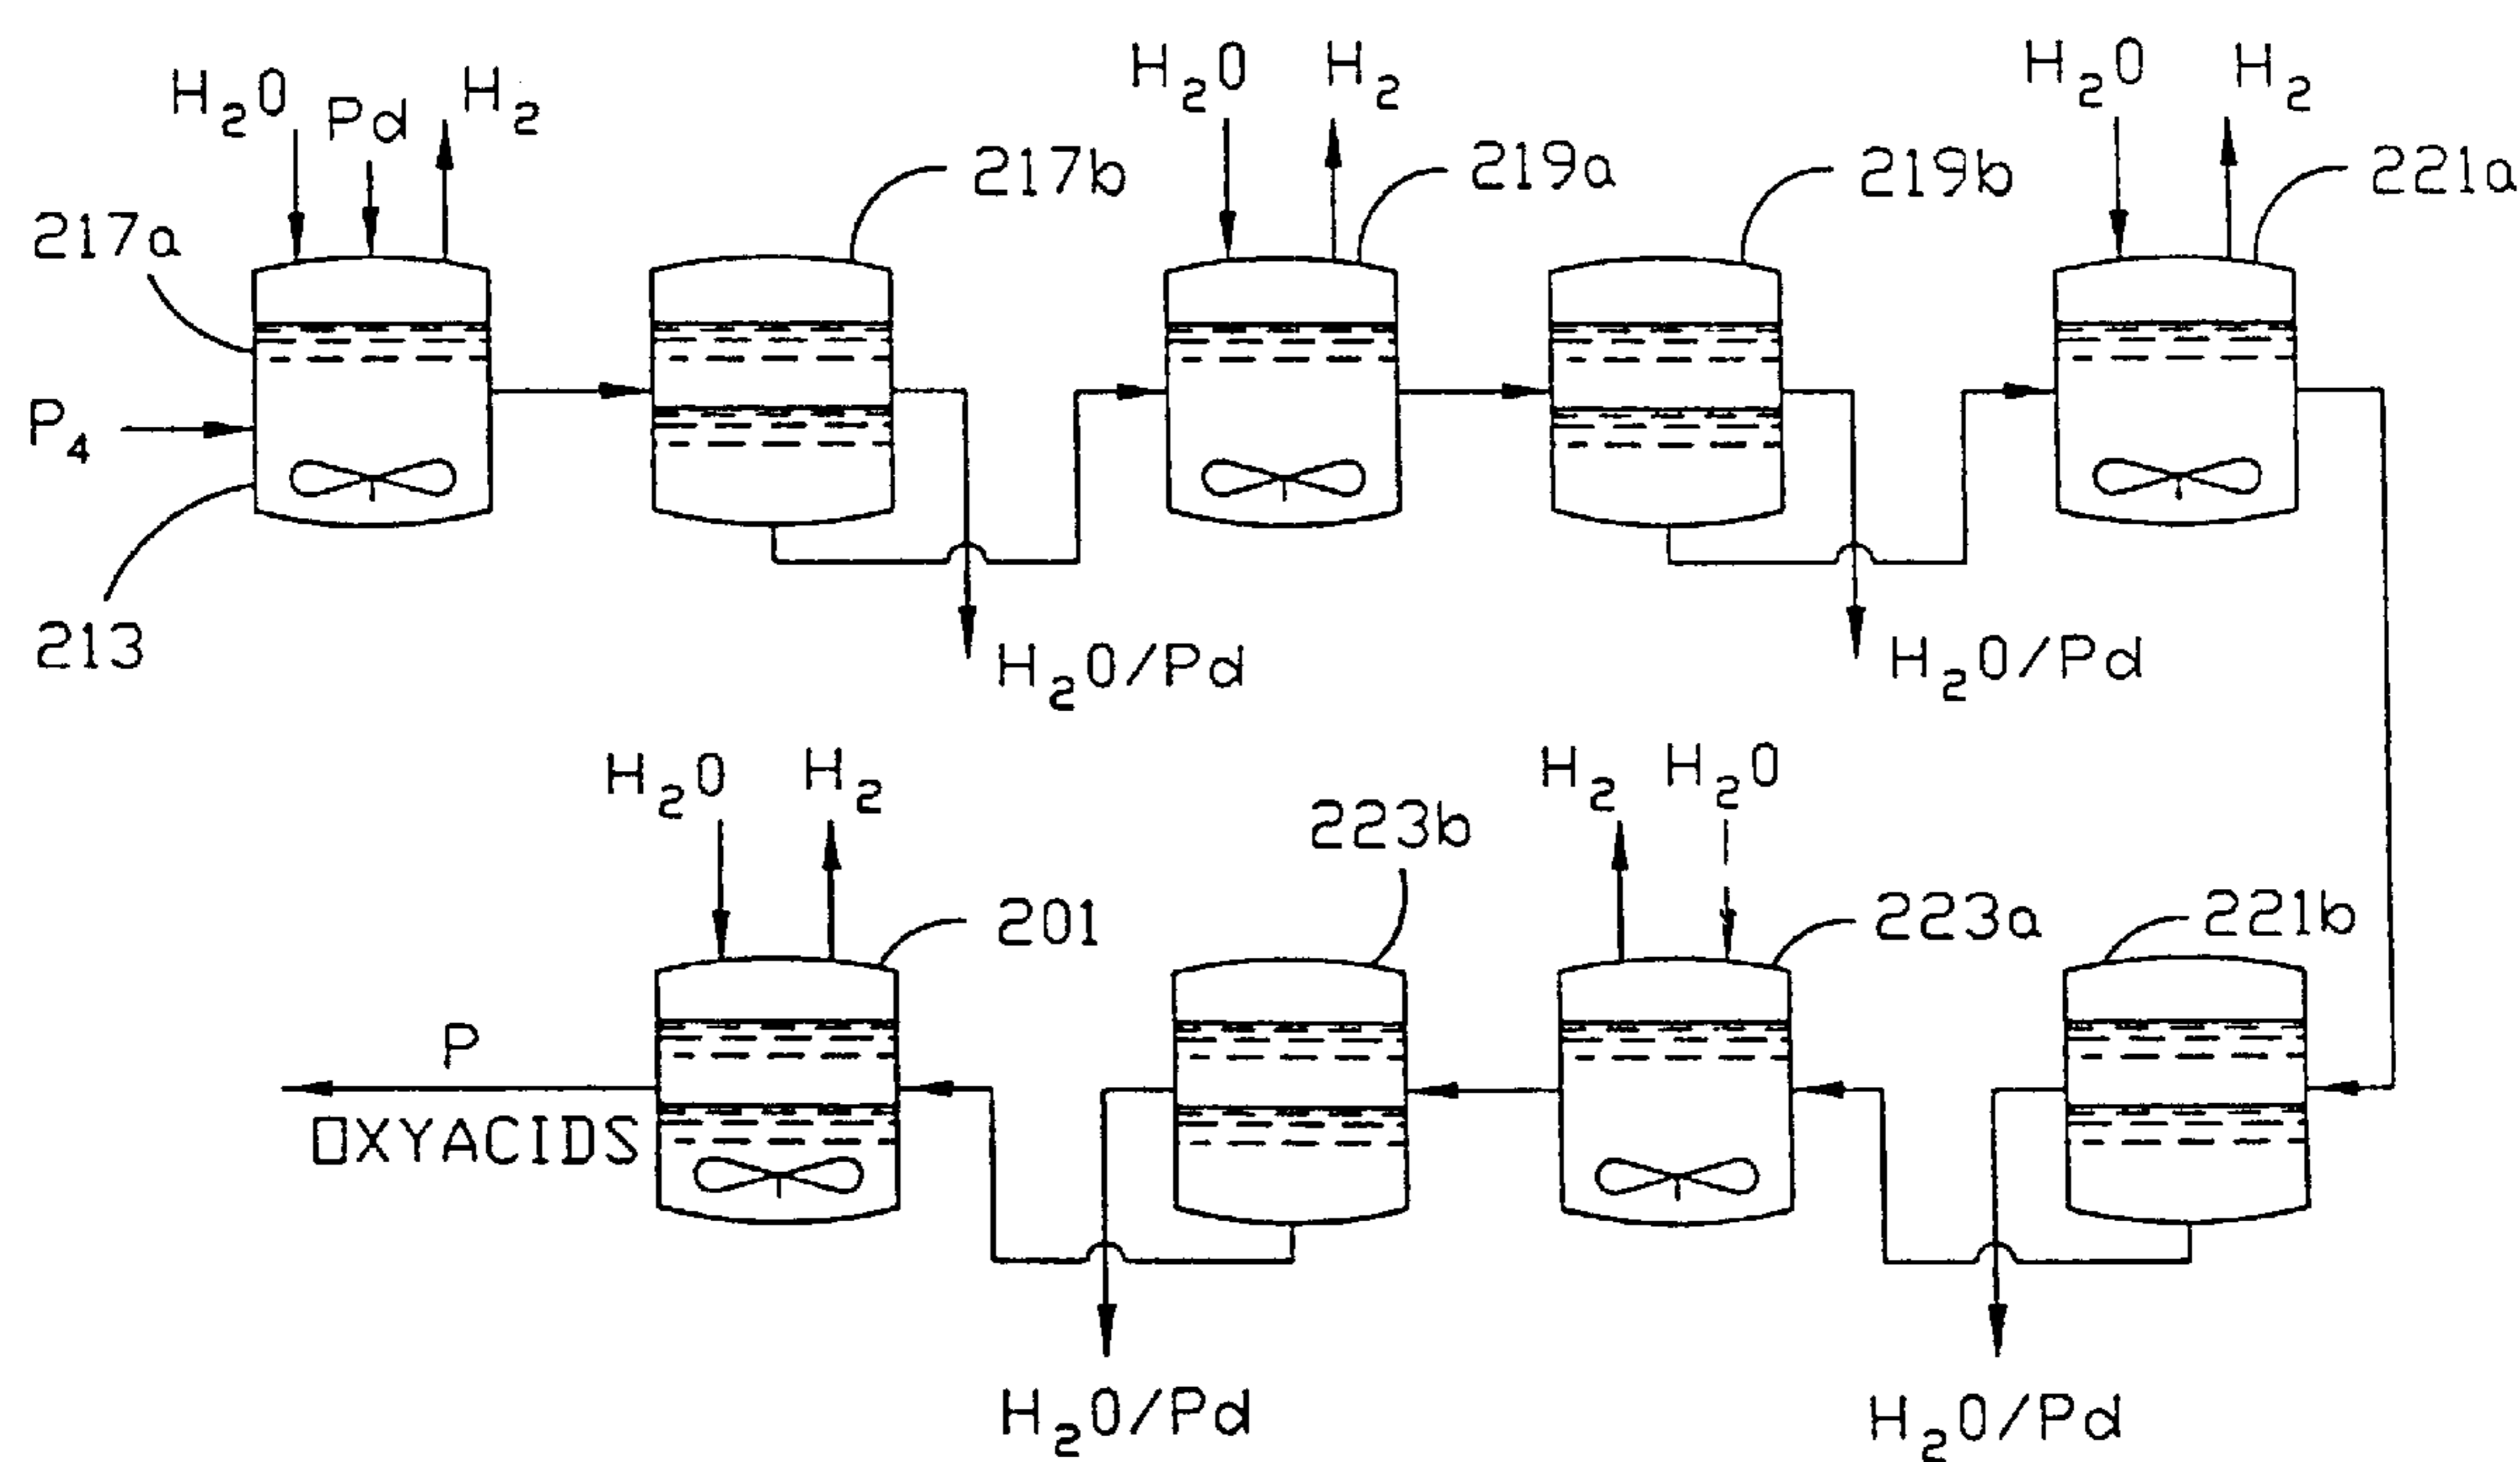 H₂O Pd H₂
H₂O H₂
H₂O H₂
217a
217b
219a
219b
221a
P₄
213
H₂O/Pd
H₂O/Pd
H₂O H₂
223b
H₂ H₂O
201
223a
221b
P
OXYACIDS
H₂O/Pd
H₂O/Pd